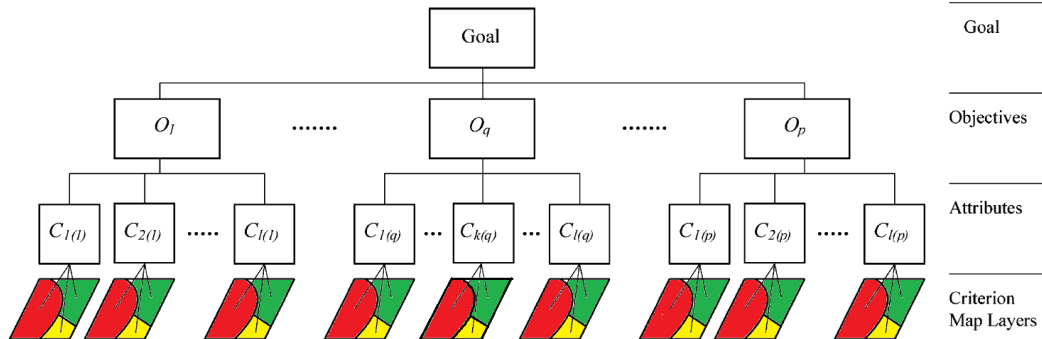 Goal
Goal
O1 ....... Oq ....... Op
Objectives
C1(1) C2(1) ..... Cl(1) C1(q) ... Ck(q) ... Cl(q) C1(p) C2(p) ..... Cl(p)
Attributes
Criterion
Map Layers